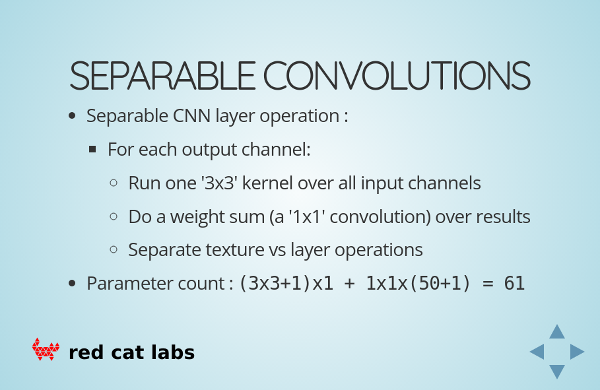 SEPARABLE CONVOLUTIONS
Separable CNN layer operation :
For each output channel:
Run one '3x3' kernel over all input channels
Do a weight sum (a '1x1' convolution) over results
Separate texture vs layer operations
Parameter count : (3x3+1)x1 + 1x1x(50+1) = 61
red cat labs